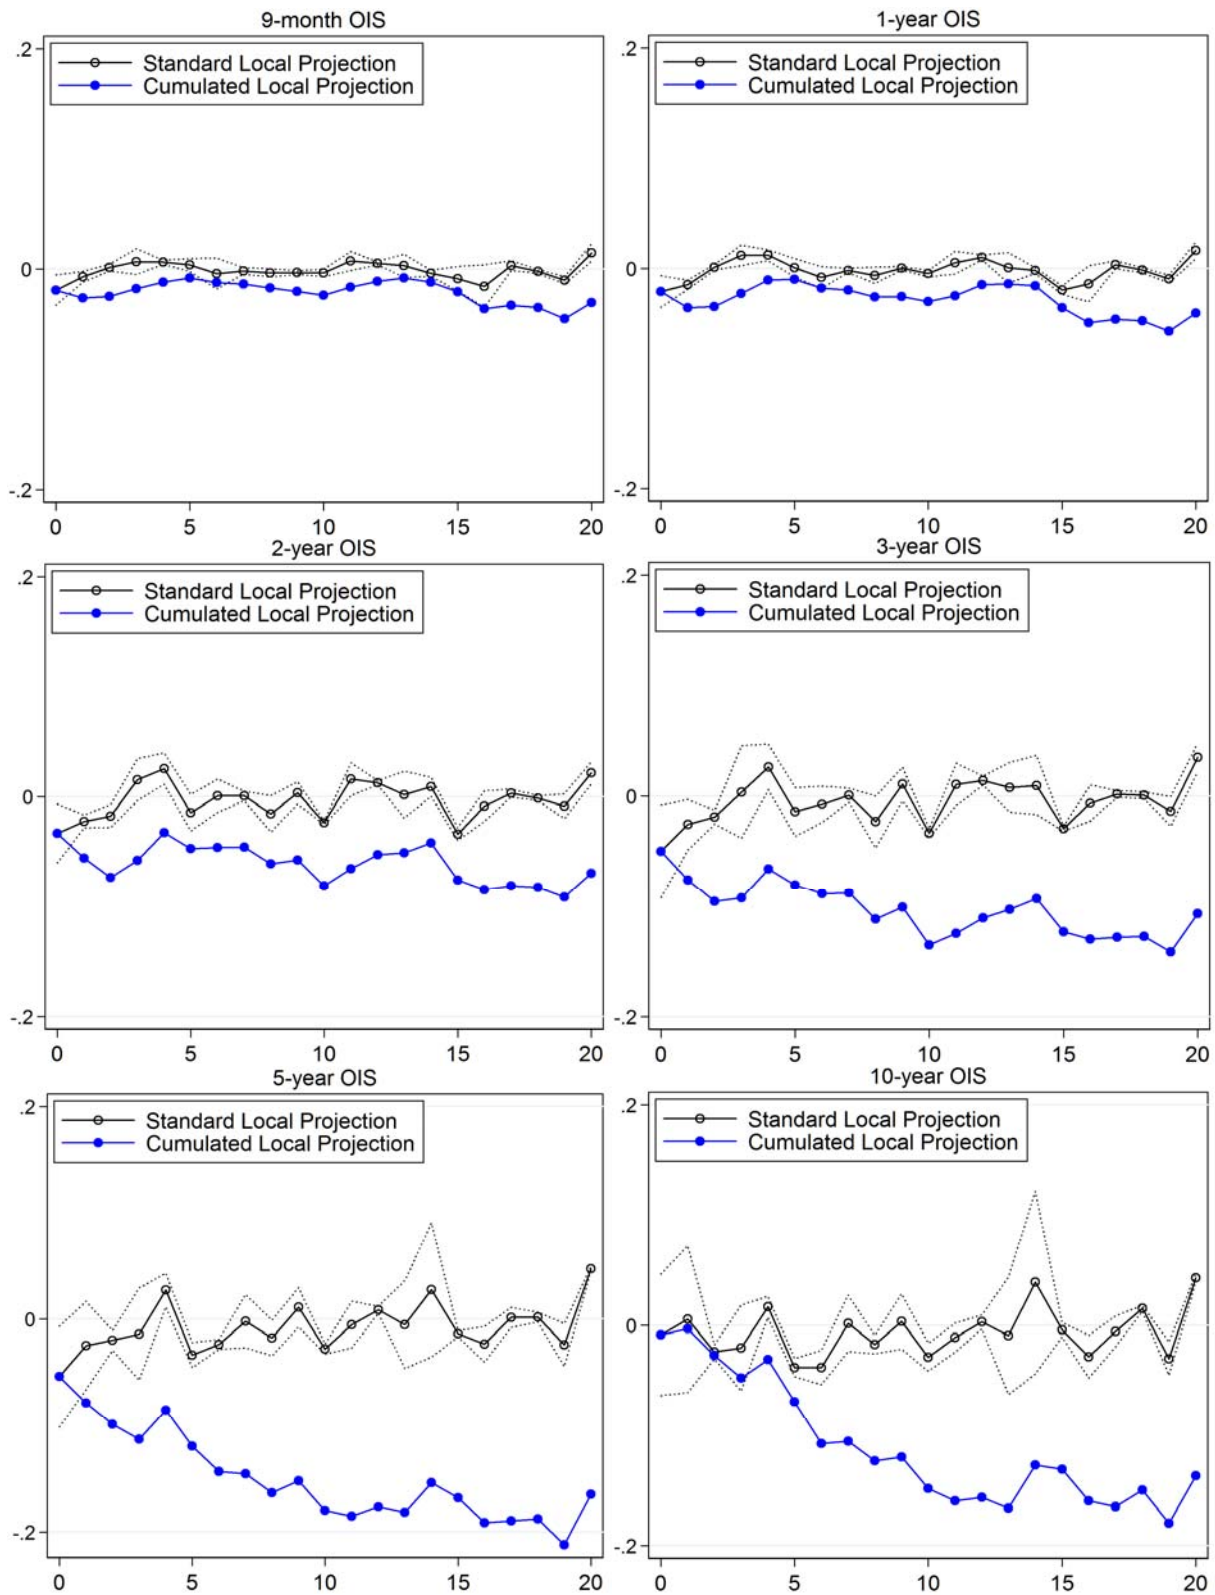 9-month OIS
.2
0
-.2
Standard Local Projection
Cumulated Local Projection
0 5 10 15 20
1-year OIS
.2
0
-.2
Standard Local Projection
Cumulated Local Projection
0 5 10 15 20
2-year OIS
.2
0
-.2
Standard Local Projection
Cumulated Local Projection
0 5 10 15 20
3-year OIS
.2
0
-.2
Standard Local Projection
Cumulated Local Projection
0 5 10 15 20
5-year OIS
.2
0
-.2
Standard Local Projection
Cumulated Local Projection
0 5 10 15 20
10-year OIS
.2
0
-.2
Standard Local Projection
Cumulated Local Projection
0 5 10 15 20